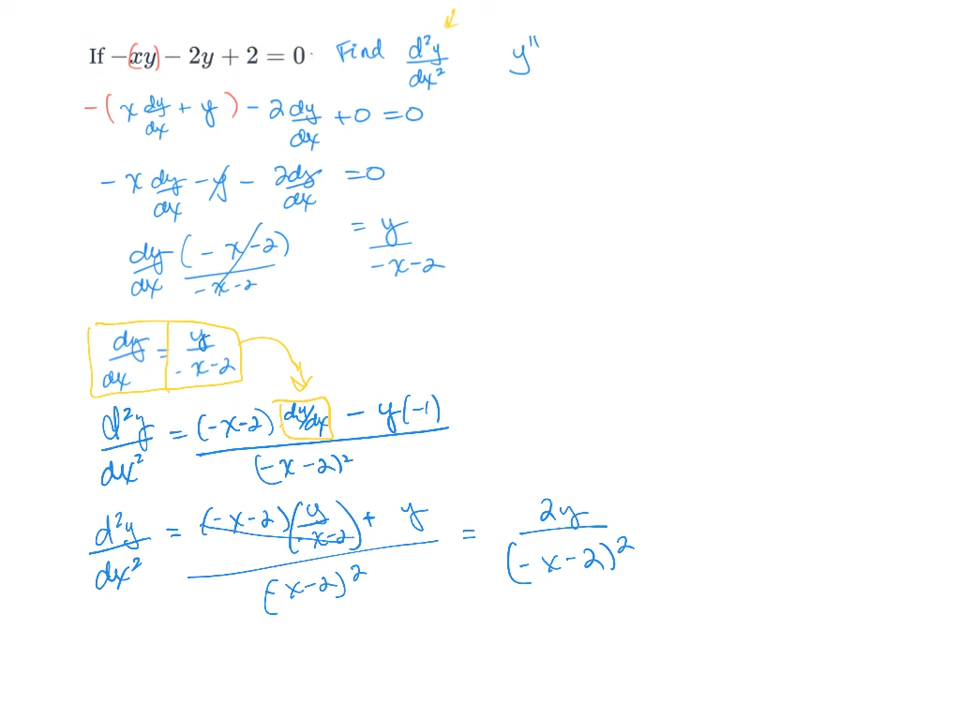 If −xy − 2y + 2 = 0. Find d²y/dx² y''
-(x dy/dx + y) - 2dy/dx + 0 = 0
- x dy/dx - y - 2dy/dx = 0
dy/dx (-x-2)/(-x-2) = y/(-x-2)
dy/dx = y/(-x-2)
d²y/dx² = ((-x-2) dy/dx - y(-1))/(-x-2)²
d²y/dx² = ((-x-2)(y/(-x-2)) + y)/(-x-2)² = 2y/(-x-2)²